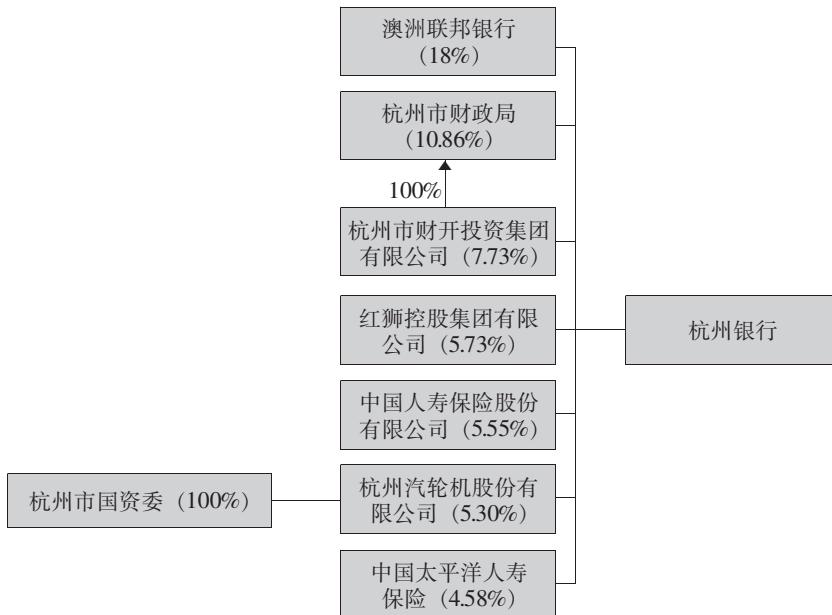 澳洲联邦银行
（18%）
杭州市财政局
（10.86%）
100%
杭州市财开投资集团
有限公司（7.73%）
红狮控股集团有限
公司（5.73%）
杭州银行
中国人寿保险股份
有限公司（5.55%）
杭州市国资委（100%）
杭州汽轮机股份有
限公司（5.30%）
中国太平洋人寿
保险（4.58%）